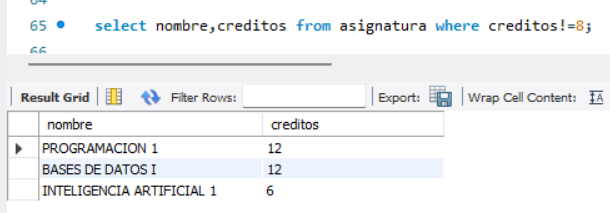 64
65 select nombre,creditos from asignatura where creditos!=8;
66
Result Grid Filter Rows: Export: Wrap Cell Content: IA
nombre creditos
PROGRAMACION 1 12
BASES DE DATOS I 12
INTELIGENCIA ARTIFICIAL 1 6